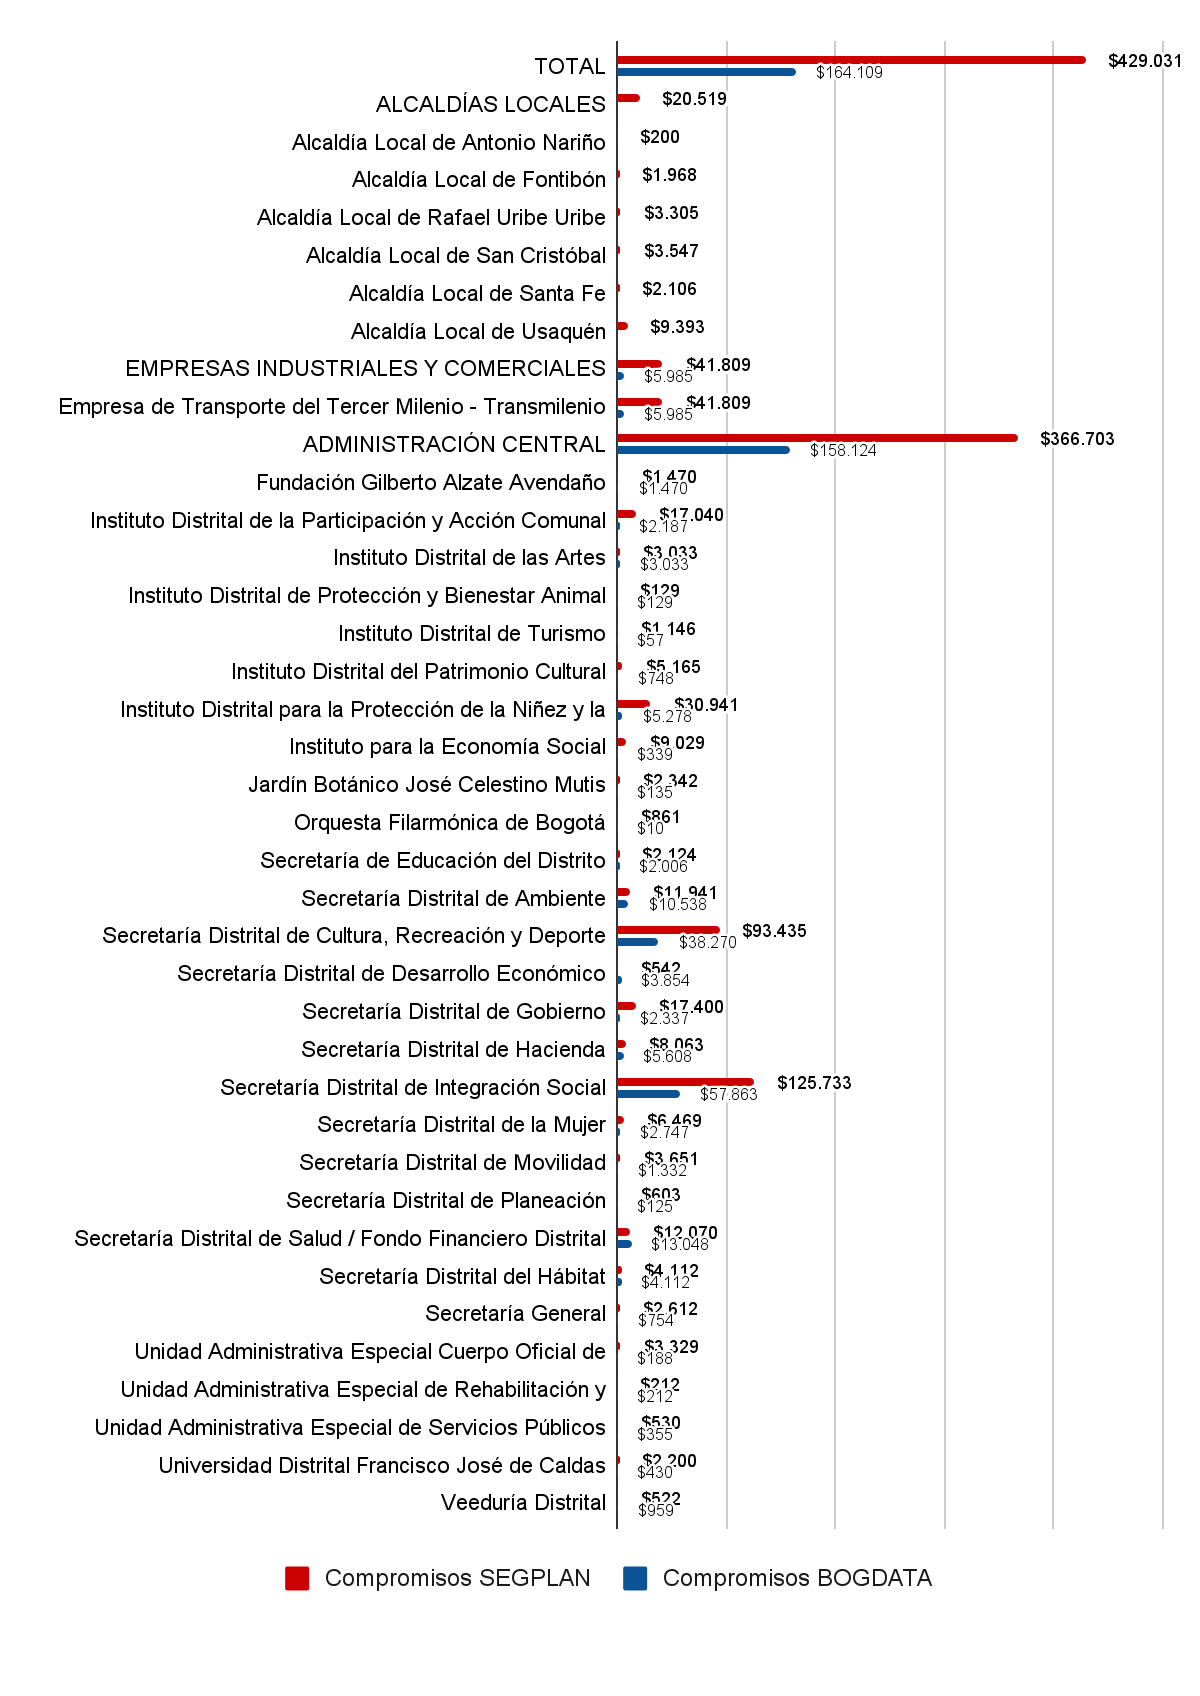 TOTAL $429.031
$164.109
ALCALDÍAS LOCALES $20.519
Alcaldía Local de Antonio Nariño $200
Alcaldía Local de Fontibón $1.968
Alcaldía Local de Rafael Uribe Uribe $3.305
Alcaldía Local de San Cristóbal $3.547
Alcaldía Local de Santa Fe $2.106
Alcaldía Local de Usaquén $9.393
EMPRESAS INDUSTRIALES Y COMERCIALES $41.809
$5.985
Empresa de Transporte del Tercer Milenio - Transmilenio $41.809
$5.985
ADMINISTRACIÓN CENTRAL $366.703
$158.124
Fundación Gilberto Alzate Avendaño $1.470
$1.470
Instituto Distrital de la Participación y Acción Comunal $17.040
$2.187
Instituto Distrital de las Artes $3.033
$3.033
Instituto Distrital de Protección y Bienestar Animal $129
$129
Instituto Distrital de Turismo $1.146
$57
Instituto Distrital del Patrimonio Cultural $5.165
$748
Instituto Distrital para la Protección de la Niñez y la $30.941
$5.278
Instituto para la Economía Social $9.029
$339
Jardín Botánico José Celestino Mutis $2.342
$135
Orquesta Filarmónica de Bogotá $861
$10
Secretaría de Educación del Distrito $2.124
$2.006
Secretaría Distrital de Ambiente $11.941
$10.538
Secretaría Distrital de Cultura, Recreación y Deporte $93.435
$38.270
Secretaría Distrital de Desarrollo Económico $542
$3.854
Secretaría Distrital de Gobierno $17.400
$2.337
Secretaría Distrital de Hacienda $8.063
$5.608
Secretaría Distrital de Integración Social $125.733
$57.863
Secretaría Distrital de la Mujer $6.469
$2.747
Secretaría Distrital de Movilidad $3.651
$1.332
Secretaría Distrital de Planeación $603
$125
Secretaría Distrital de Salud / Fondo Financiero Distrital $12.070
$13.048
Secretaría Distrital del Hábitat $4.112
$4.112
Secretaría General $2.612
$754
Unidad Administrativa Especial Cuerpo Oficial de $3.329
$188
Unidad Administrativa Especial de Rehabilitación y $212
$212
Unidad Administrativa Especial de Servicios Públicos $530
$355
Universidad Distrital Francisco José de Caldas $2.200
$430
Veeduría Distrital $522
$959
Compromisos SEGPLAN Compromisos BOGDATA